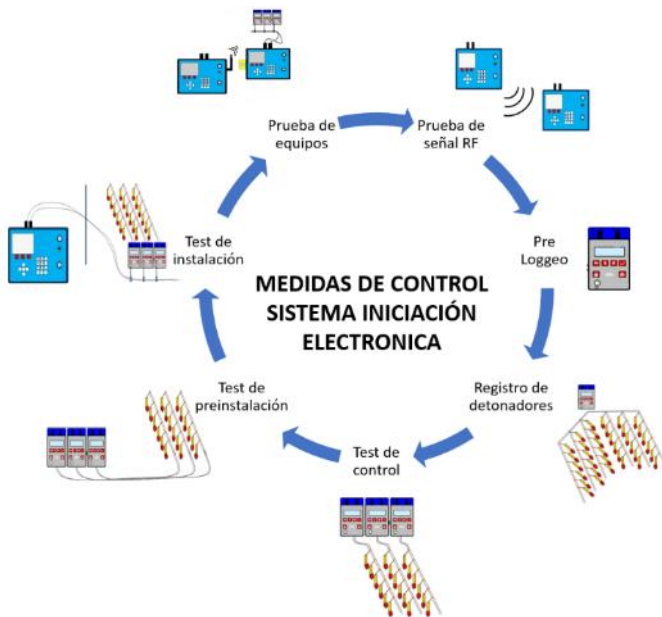 Prueba de
equipos
Prueba de
señal RF
Pre
Loggeo
Registro de
detonadores
Test de
control
Test de
preinstalación
Test de
instalación
MEDIDAS DE CONTROL
SISTEMA INICIACIÓN
ELECTRONICA